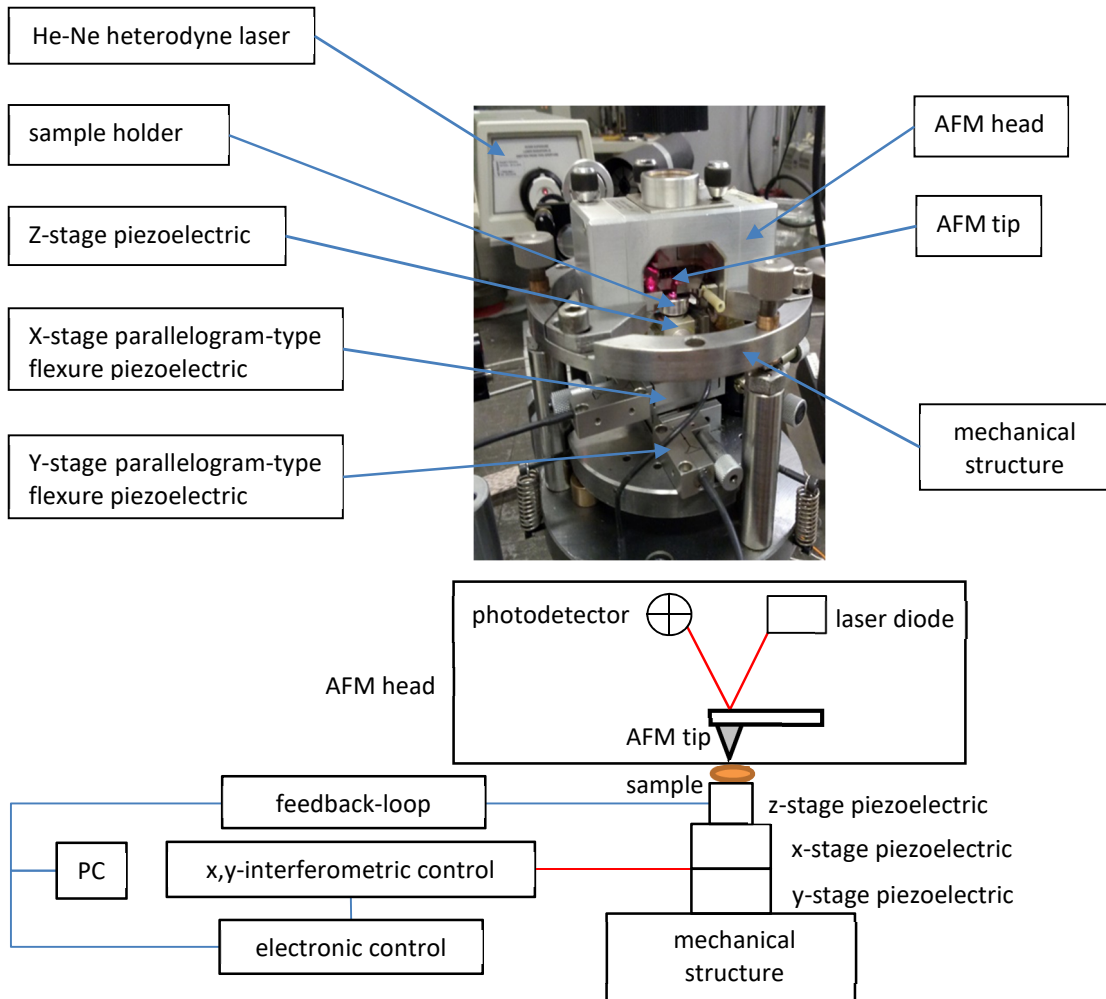 He-Ne heterodyne laser
sample holder
Z-stage piezoelectric
X-stage parallelogram-type
flexure piezoelectric
Y-stage parallelogram-type
flexure piezoelectric
AFM head
AFM tip
mechanical
structure
photodetector
laser diode
AFM head
AFM tip
sample
feedback-loop
z-stage piezoelectric
PC
x,y-interferometric control
x-stage piezoelectric
y-stage piezoelectric
electronic control
mechanical
structure